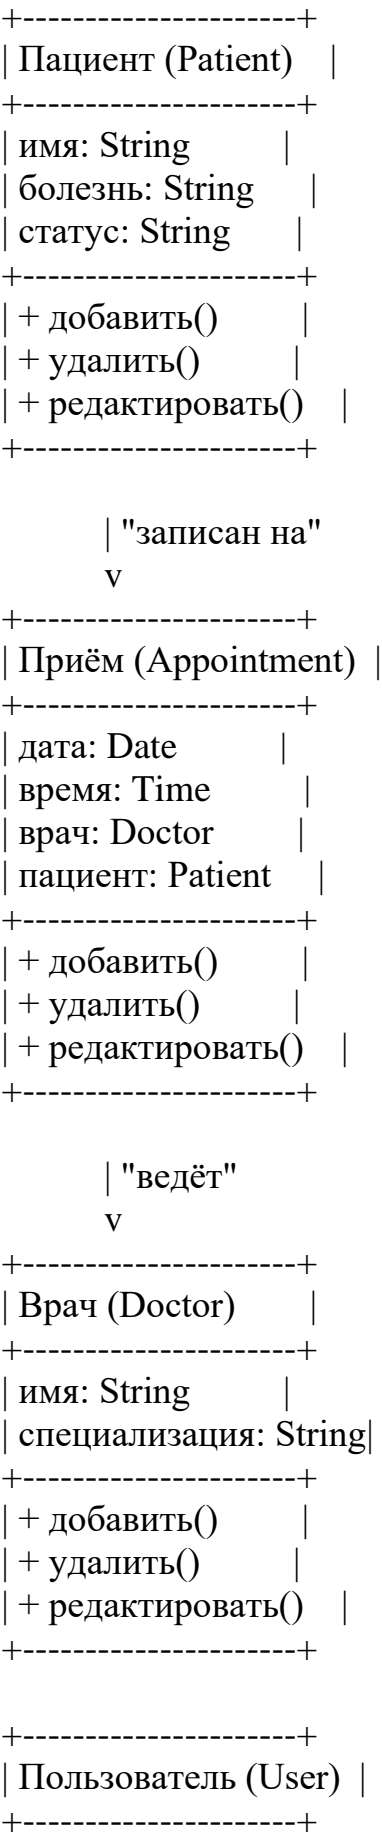 +----------------------+
| Пациент (Patient)    |
+----------------------+
| имя: String          |
| болезнь: String      |
| статус: String       |
+----------------------+
| + добавить()         |
| + удалить()          |
| + редактировать()    |
+----------------------+
| "записан на"
v
+----------------------+
| Приём (Appointment)  |
+----------------------+
| дата: Date           |
| время: Time          |
| врач: Doctor         |
| пациент: Patient     |
+----------------------+
| + добавить()         |
| + удалить()          |
| + редактировать()    |
+----------------------+
| "ведёт"
v
+----------------------+
| Врач (Doctor)        |
+----------------------+
| имя: String          |
| специализация: String|
+----------------------+
| + добавить()         |
| + удалить()          |
| + редактировать()    |
+----------------------+
+----------------------+
| Пользователь (User)  |
+----------------------+